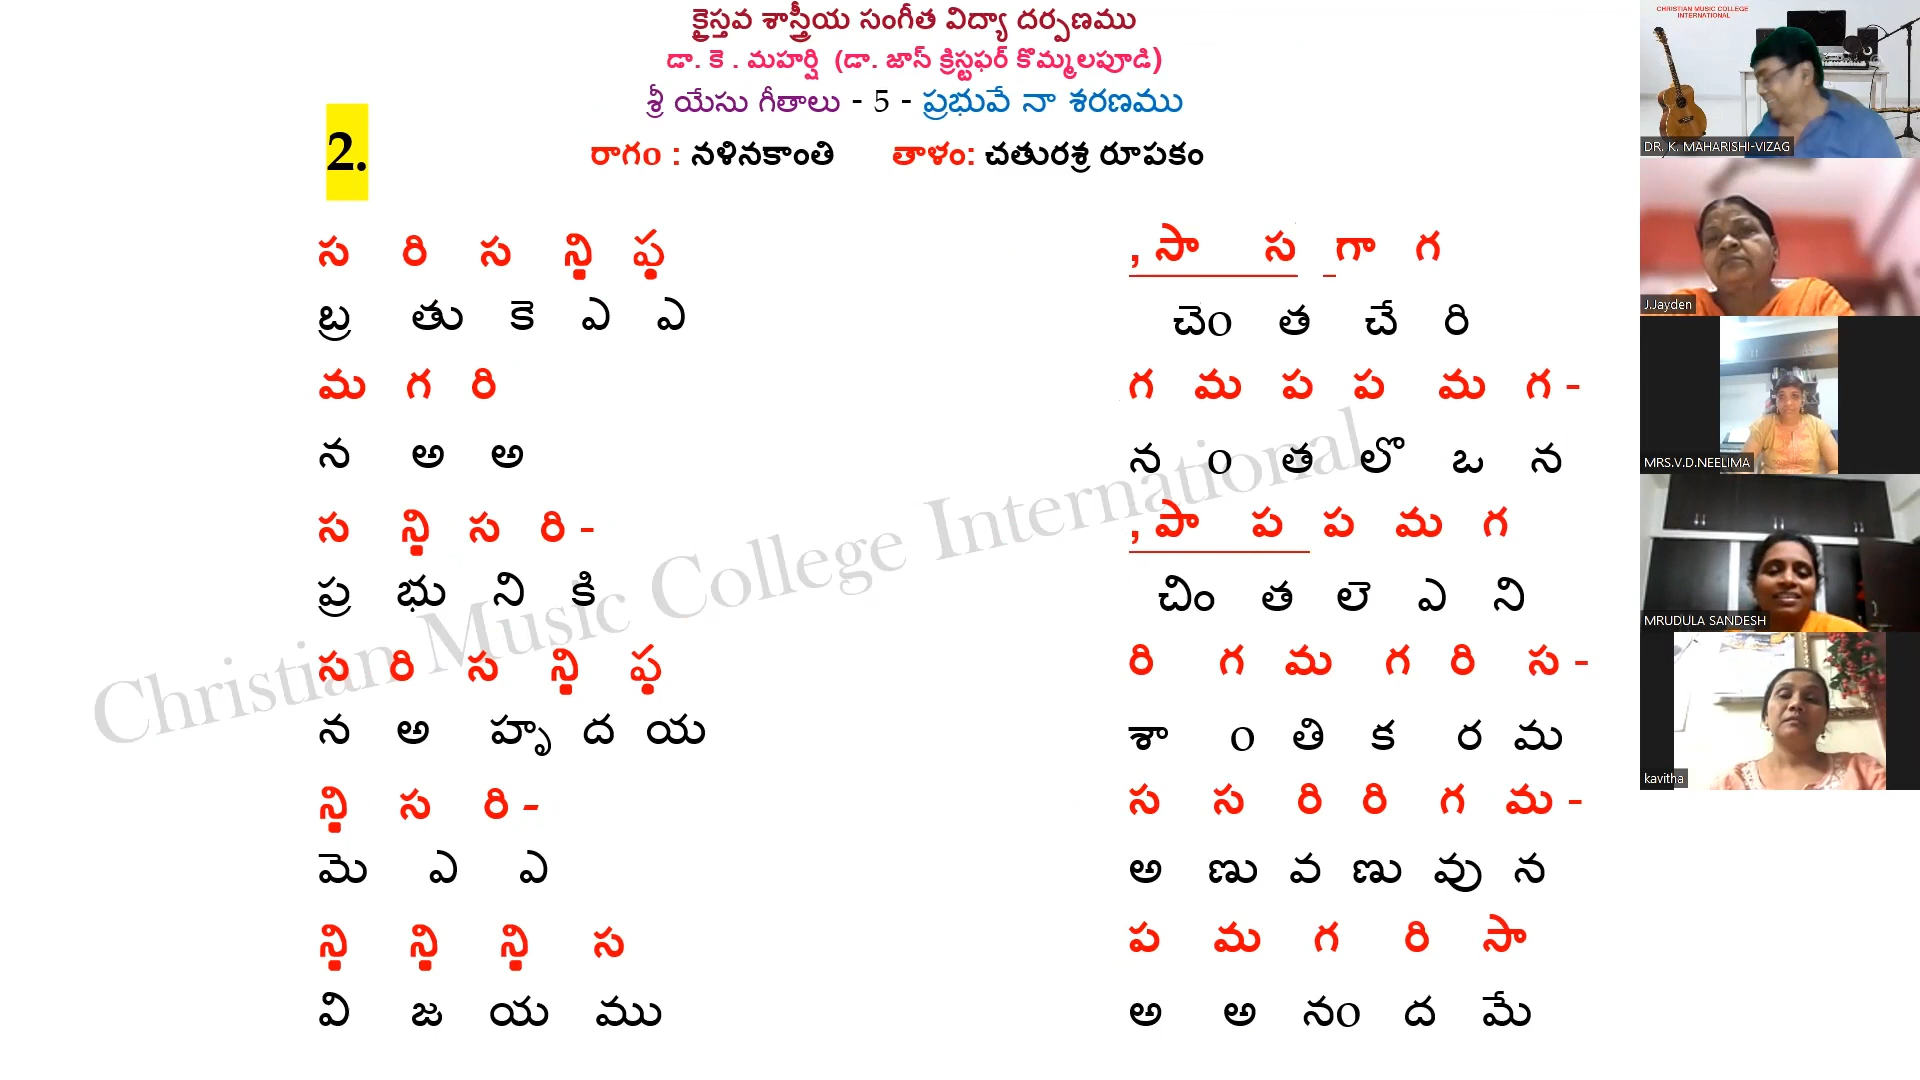 క్రైస్తవ శాస్త్రీయ సంగీత విద్యా దర్పణము
డా. కె . మహర్షి (డా. జాస్ క్రిస్టఫర్ కొమ్మలపూడి)
శ్రీ యేసు గీతాలు - 5 - ప్రభువే నా శరణము
2.
రాగం : నళినకాంతి తాళం: చతురశ్ర రూపకం
స రి స ని ప
బ్ర తు కె ఎ ఎ
మ గ రి
న అ అ
స ని స రి -
ప్ర భు ని కి
స రి స ని ప
న అ హృ ద య
ని స రి -
మె ఎ ఎ
ని ని ని స
వి జ య ము
, సా స గా గ
చెం త చే రి
గ మ ప ప మ గ -
న ం త లొ ఒ న
, పా ప ప మ గ
చిం త లె ఎ ని
రి గ మ గ రి స -
శా ం తి క ర మ
స స రి రి గ మ -
అ ణు వ ణు వు న
ప మ గ రి సా
అ అ నం ద మే
Christian Music College International
CHRISTIAN MUSIC COLLEGE
INTERNATIONAL
DR. K. MAHARISHI-VIZAG
J.Jayden
MRS.V.D.NEELIMA
MRUDULA SANDESH
kavitha